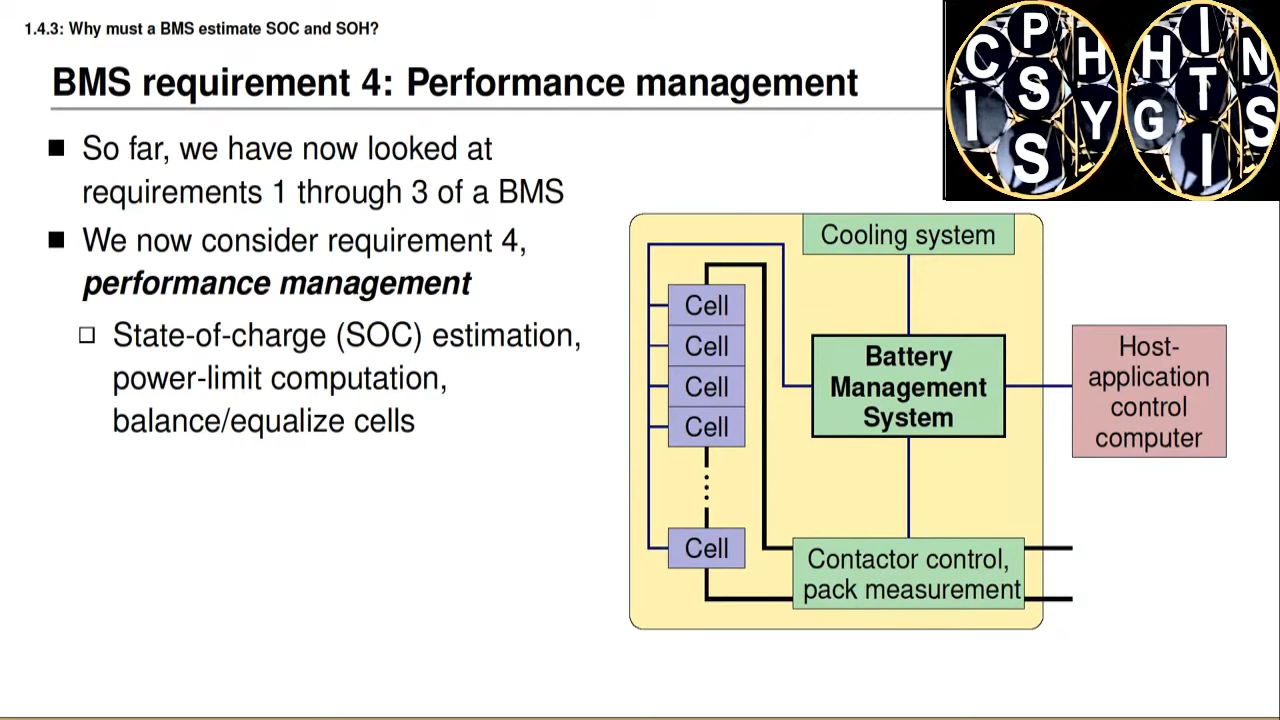 1.4.3: Why must a BMS estimate SOC and SOH?
BMS requirement 4: Performance management
C P H
S
I Y
S
H I N
T
G S
I
So far, we have now looked at
requirements 1 through 3 of a BMS
We now consider requirement 4,
performance management
State-of-charge (SOC) estimation,
power-limit computation,
balance/equalize cells
Cooling system
Cell
Cell
Cell
Cell
Cell
Battery
Management
System
Host-
application
control
computer
Contactor control,
pack measurement